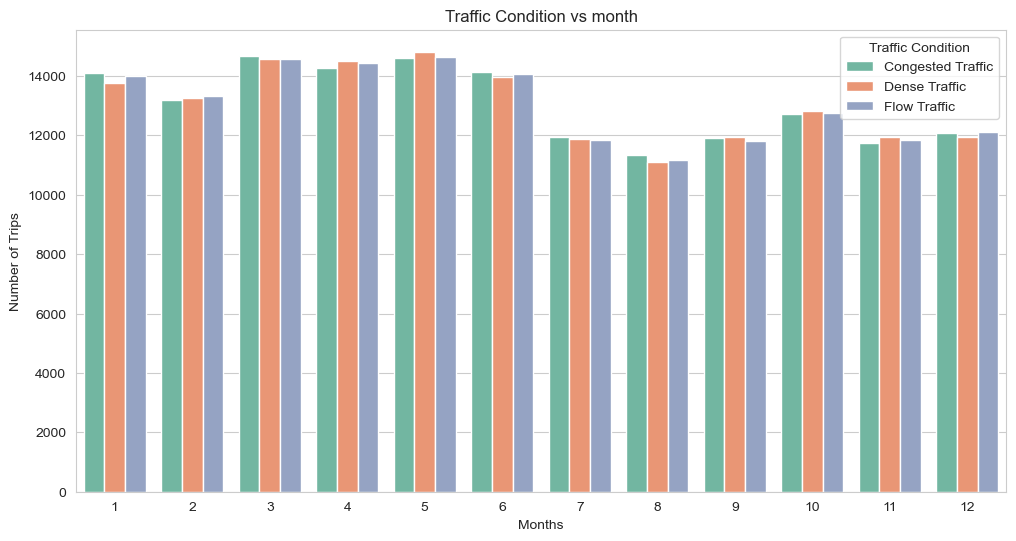 Traffic Condition vs month
Traffic Condition
Congested Traffic
Dense Traffic
Flow Traffic
Number of Trips
14000
12000
10000
8000
6000
4000
2000
0
1 2 3 4 5 6 7 8 9 10 11 12
Months